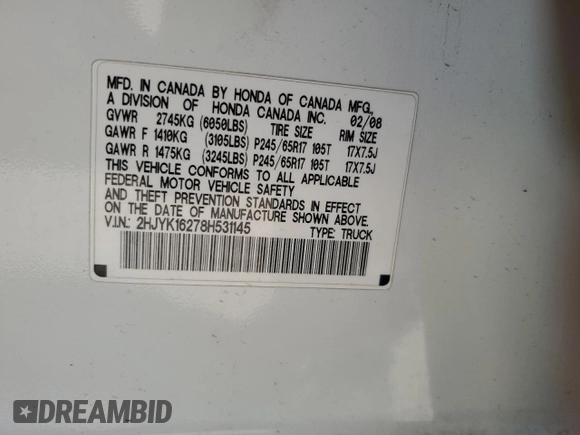 MFD. IN CANADA BY HONDA OF CANADA MFG.,
A DIVISION OF HONDA CANADA INC. 02/08
GVWR 2745KG (6050LBS) TIRE SIZE RIM SIZE
GAWR F 1410KG (3105LBS) P245/65R17 105T 17X7.5J
GAWR R 1475KG (3245LBS) P245/65R17 105T 17X7.5J
THIS VEHICLE CONFORMS TO ALL APPLICABLE
FEDERAL MOTOR VEHICLE SAFETY
AND THEFT PREVENTION STANDARDS IN EFFECT
ON THE DATE OF MANUFACTURE SHOWN ABOVE.
V.I.N.: 2HJYK16278H531145 TYPE: TRUCK
DREAMBID